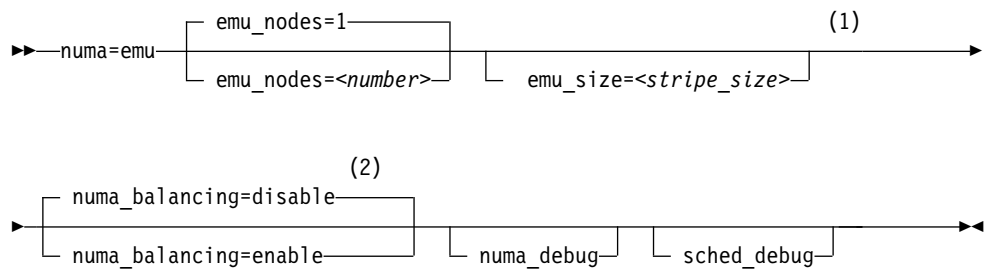 emu_nodes=1
(1)
numa=emu
emu_nodes=<number>
emu_size=<stripe_size>
(2)
numa_balancing=disable
numa_balancing=enable
numa_debug
sched_debug